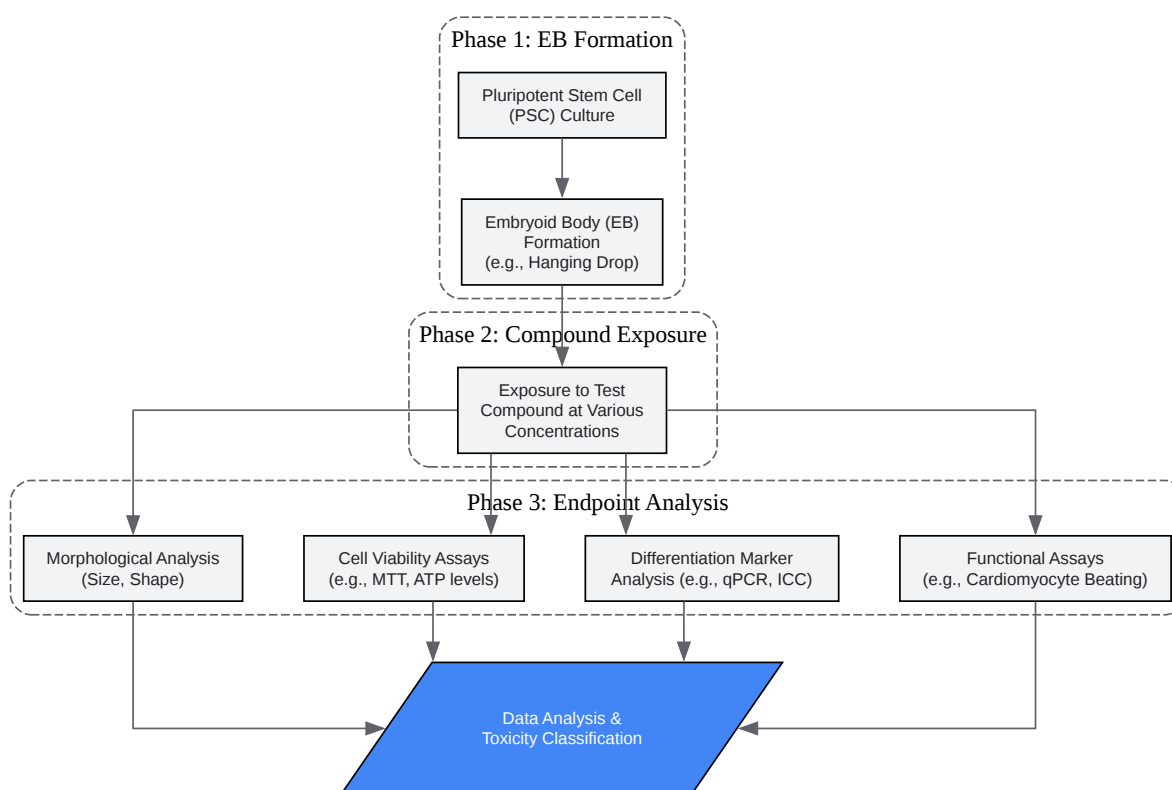 Phase 1: EB Formation
Pluripotent Stem Cell
(PSC) Culture
Embryoid Body (EB)
Formation
(e.g., Hanging Drop)
Phase 2: Compound Exposure
Exposure to Test
Compound at Various
Concentrations
Phase 3: Endpoint Analysis
Morphological Analysis
(Size, Shape)
Cell Viability Assays
(e.g., MTT, ATP levels)
Differentiation Marker
Analysis (e.g., qPCR, ICC)
Functional Assays
(e.g., Cardiomyocyte Beating)
Data Analysis &
Toxicity Classification